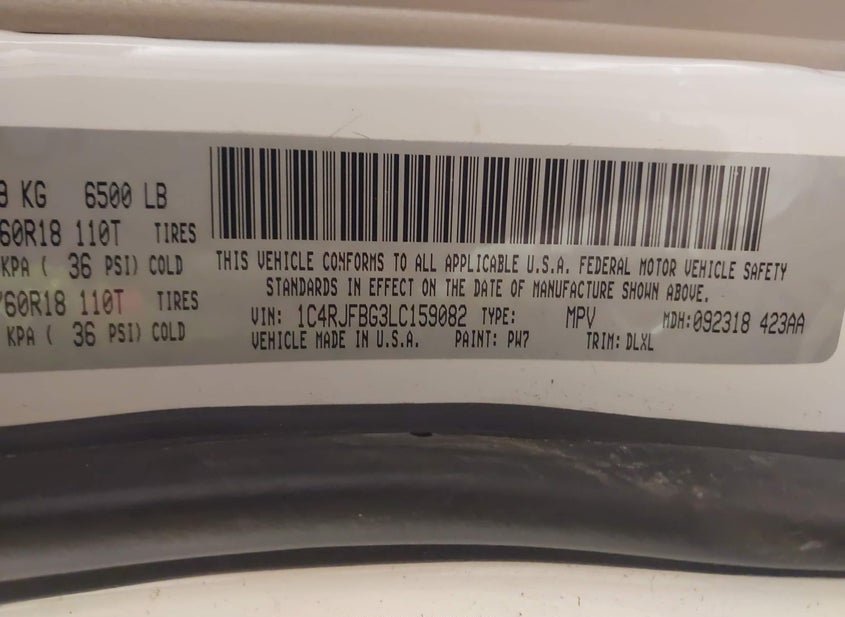 KG 6500 LB
60R18 110T TIRES
KPA ( 36 PSI) COLD
/60R18 110T TIRES
KPA ( 36 PSI) COLD
THIS VEHICLE CONFORMS TO ALL APPLICABLE U.S.A. FEDERAL MOTOR VEHICLE SAFETY
STANDARDS IN EFFECT ON THE DATE OF MANUFACTURE SHOWN ABOVE.
VIN: 1C4RJFBG3LC159082 TYPE: MPV MDH:092318 423AA
VEHICLE MADE IN U.S.A. PAINT: PW7 TRIM: DLXL